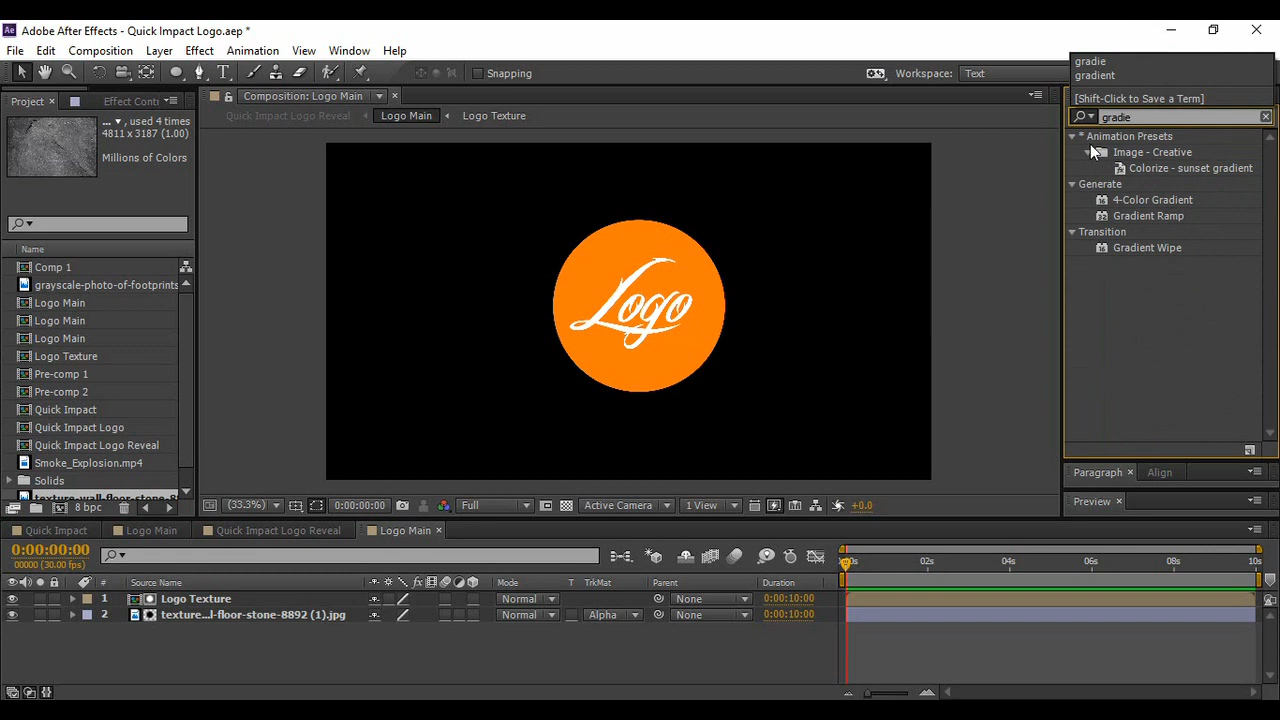 Ae Adobe After Effects - Quick Impact Logo.aep *
File Edit Composition Layer Effect Animation View Window Help
T Snapping Workspace: Text
gradie
gradient
[Shift-Click to Save a Term]
gradie
Project × Effect Contr
Composition: Logo Main ▼ ×
... ▼, used 4 times
4811 x 3187 (1.00)
Millions of Colors
Quick Impact Logo Reveal Logo Main Logo Texture
* Animation Presets
Image - Creative
Colorize - sunset gradient
Generate
4-Color Gradient
Gradient Ramp
Transition
Gradient Wipe
Logo
Name
Comp 1
grayscale-photo-of-footprints
Logo Main
Logo Main
Logo Main
Logo Texture
Pre-comp 1
Pre-comp 2
Quick Impact
Quick Impact Logo
Quick Impact Logo Reveal
Smoke_Explosion.mp4
Solids
texture-wall-floor-stone-8
8 bpc
(33.3%) 0:00:00:00 Full Active Camera 1 View +0.0
Paragraph × Align
Preview ×
Quick Impact Logo Main Quick Impact Logo Reveal Logo Main ×
0:00:00:00
00000 (30.00 fps)
00s 02s 04s 06s 08s 10s
# Source Name fx Mode T TrkMat Parent Duration
1 Logo Texture Normal None 0:00:10:00
2 texture...l-floor-stone-8892 (1).jpg Normal Alpha None 0:00:10:00